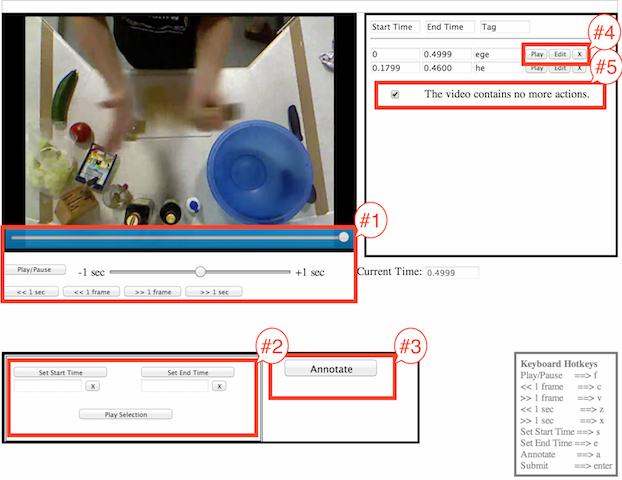 Start Time End Time Tag
#4
0 0.4999 ege Play Edit X
0.1799 0.4600 he Play Edit X
#5
The video contains no more actions.
#1
Play/Pause -1 sec +1 sec Current Time: 0.4999
<< 1 sec << 1 frame >> 1 frame >> 1 sec
#2
#3
Set Start Time Set End Time
X X
Play Selection
Annotate
Keyboard Hotkeys
Play/Pause ==> f
<< 1 frame ==> c
>> 1 frame ==> v
<< 1 sec ==> z
>> 1 sec ==> x
Set Start Time ==> s
Set End Time ==> e
Annotate ==> a
Submit ==> enter